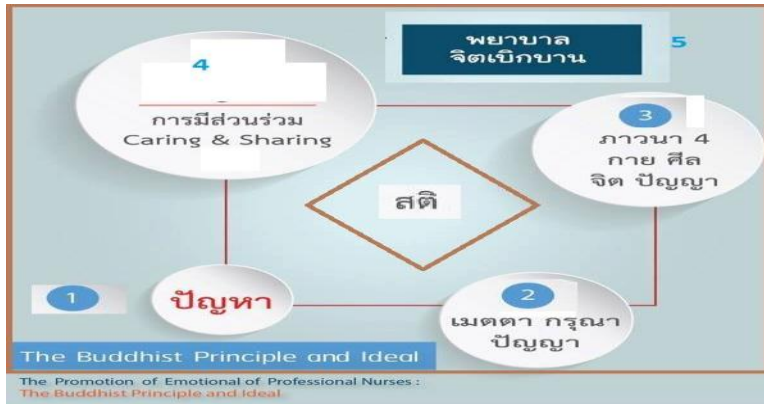 พยาบาล
จิตเบิกบาน
5
4
การมีส่วนร่วม
Caring & Sharing
3
ภาวนา 4
กาย ศีล
จิต ปัญญา
สติ
1
ปัญหา
2
เมตตา กรุณา
ปัญญา
The Buddhist Principle and Ideal
The Promotion of Emotional of Professional Nurses :
The Buddhist Principle and Ideal